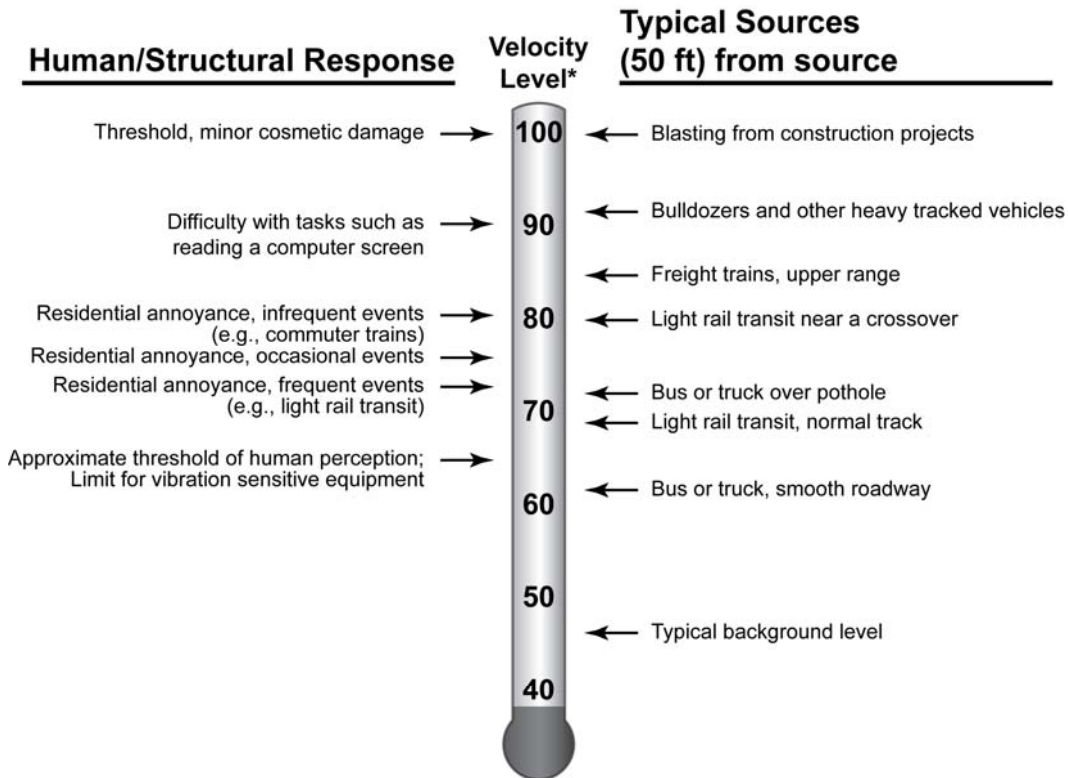 Human/Structural Response
Velocity
Level*
Typical Sources
(50 ft) from source
Threshold, minor cosmetic damage
100
Blasting from construction projects
Bulldozers and other heavy tracked vehicles
Difficulty with tasks such as
reading a computer screen
90
Freight trains, upper range
Residential annoyance, infrequent events
(e.g., commuter trains)
80
Light rail transit near a crossover
Residential annoyance, occasional events
Residential annoyance, frequent events
(e.g., light rail transit)
Bus or truck over pothole
70
Light rail transit, normal track
Approximate threshold of human perception;
Limit for vibration sensitive equipment
Bus or truck, smooth roadway
60
50
Typical background level
40